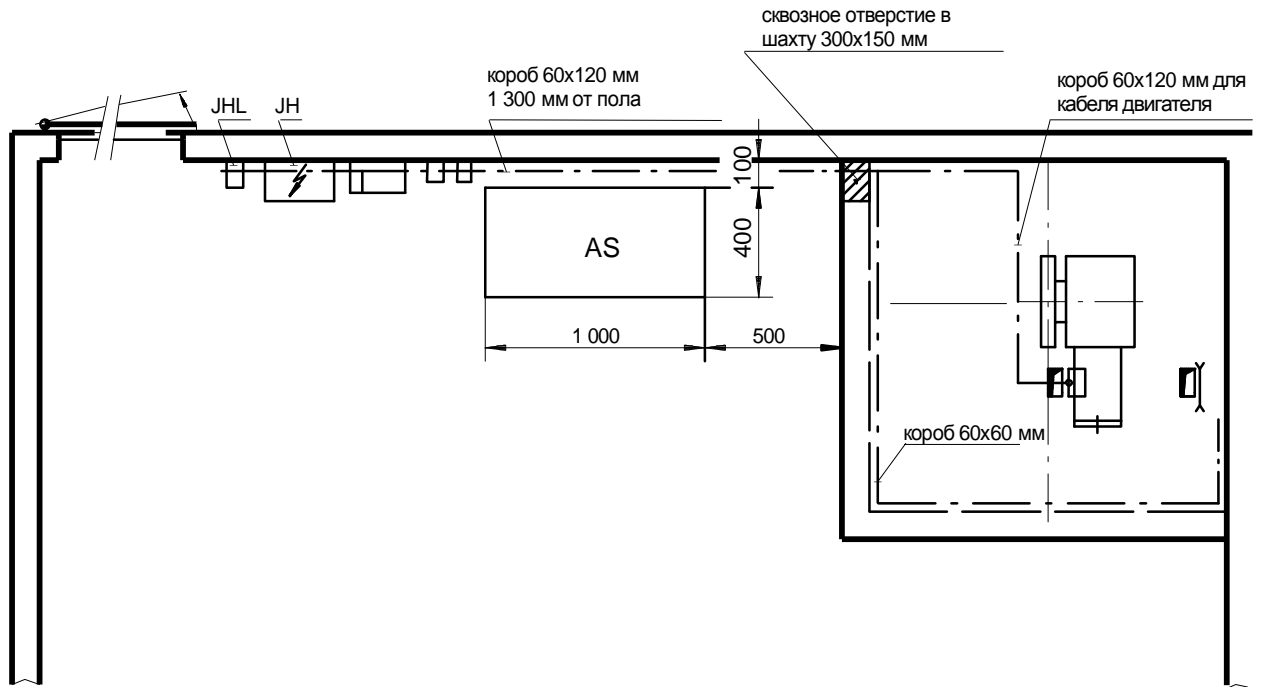 сквозное отверстие в
шахту 300x150 мм
короб 60x120 мм
1 300 мм от пола
короб 60x120 мм для
кабеля двигателя
JHL
JH
100
400
AS
1 000
500
короб 60x60 мм